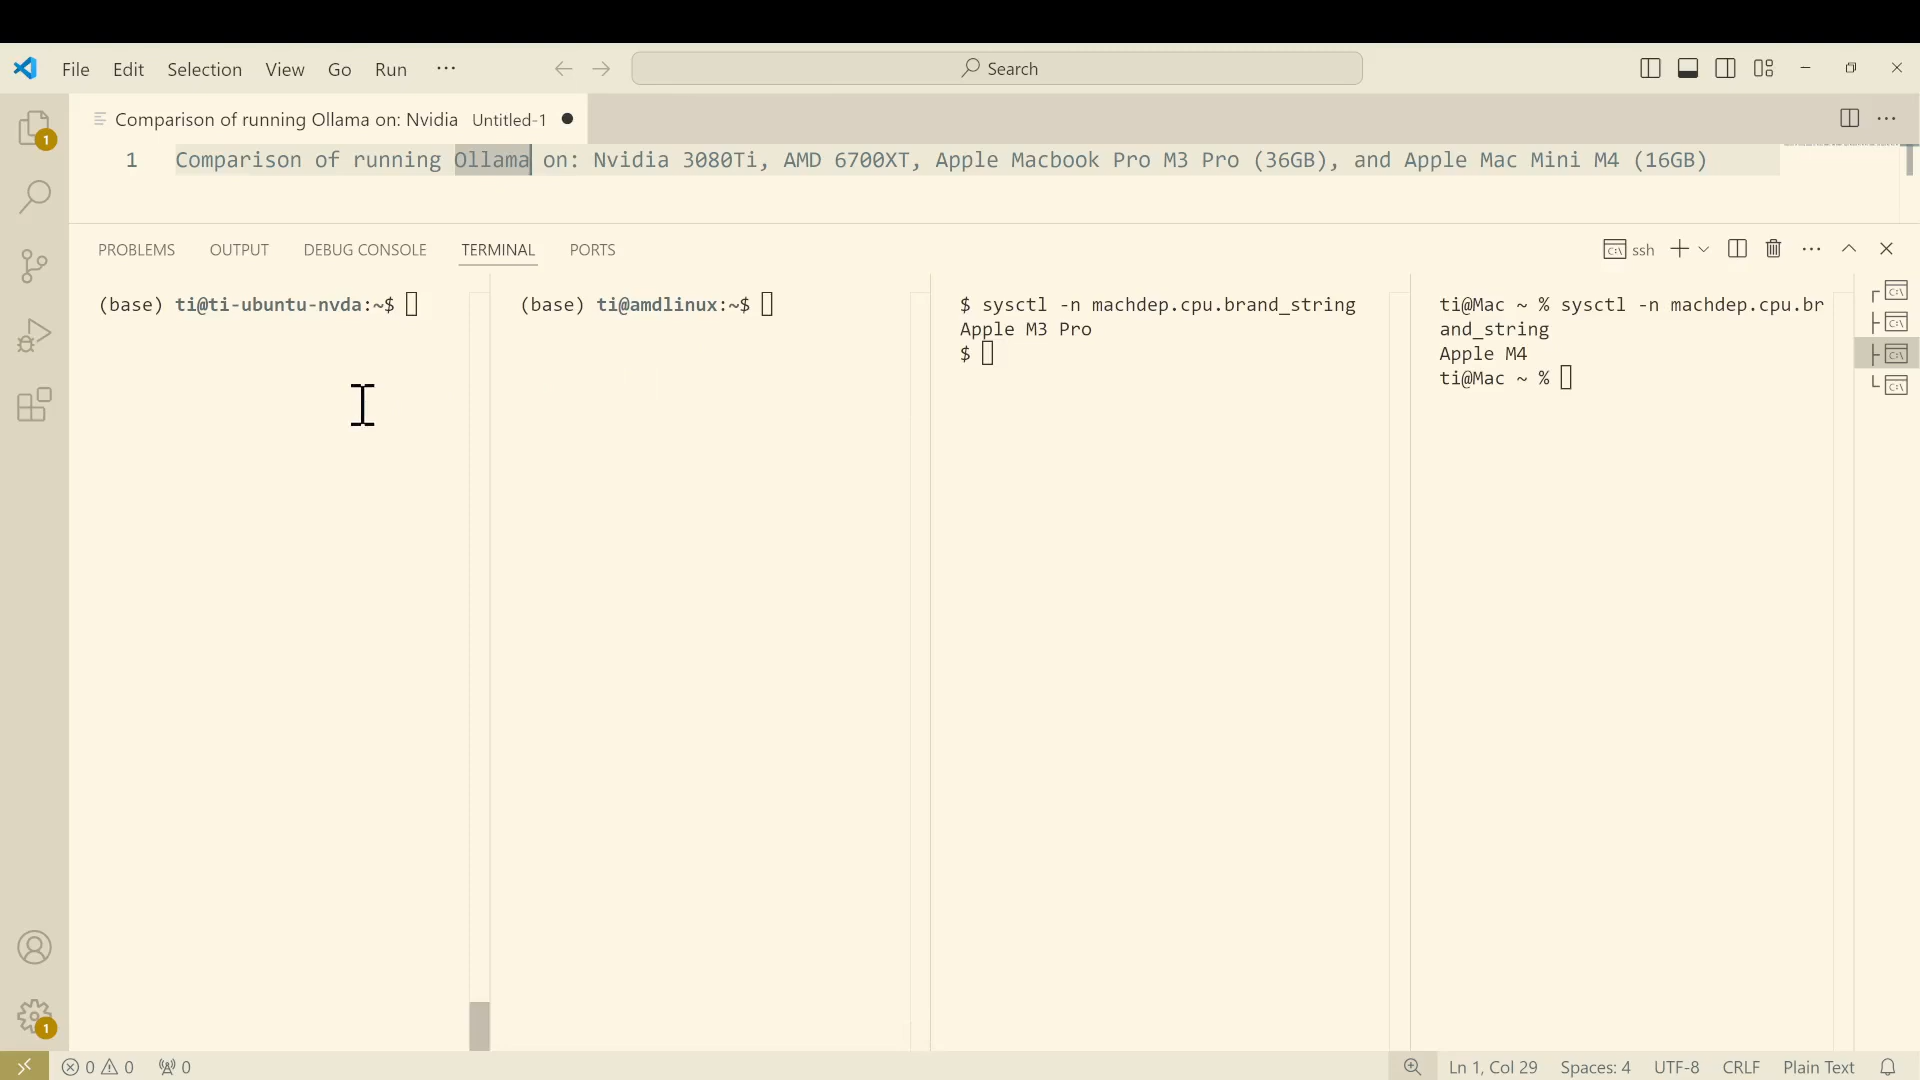 File Edit Selection View Go Run ··· Search
Comparison of running Ollama on: Nvidia Untitled-1
1 Comparison of running Ollama on: Nvidia 3080Ti, AMD 6700XT, Apple Macbook Pro M3 Pro (36GB), and Apple Mac Mini M4 (16GB)
PROBLEMS OUTPUT DEBUG CONSOLE TERMINAL PORTS ssh
(base) ti@ti-ubuntu-nvda:~$
(base) ti@amdlinux:~$
$ sysctl -n machdep.cpu.brand_string
Apple M3 Pro
$
ti@Mac ~ % sysctl -n machdep.cpu.br
and_string
Apple M4
ti@Mac ~ %
1
1
0 0 0 Ln 1, Col 29 Spaces: 4 UTF-8 CRLF Plain Text